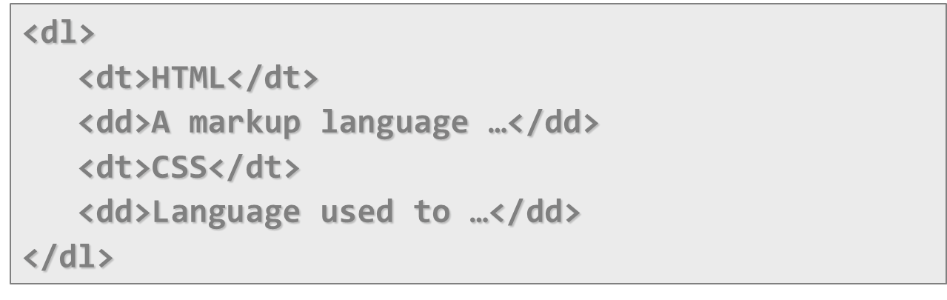 <dl>
<dt>HTML</dt>
<dd>A markup language …</dd>
<dt>CSS</dt>
<dd>Language used to …</dd>
</dl>